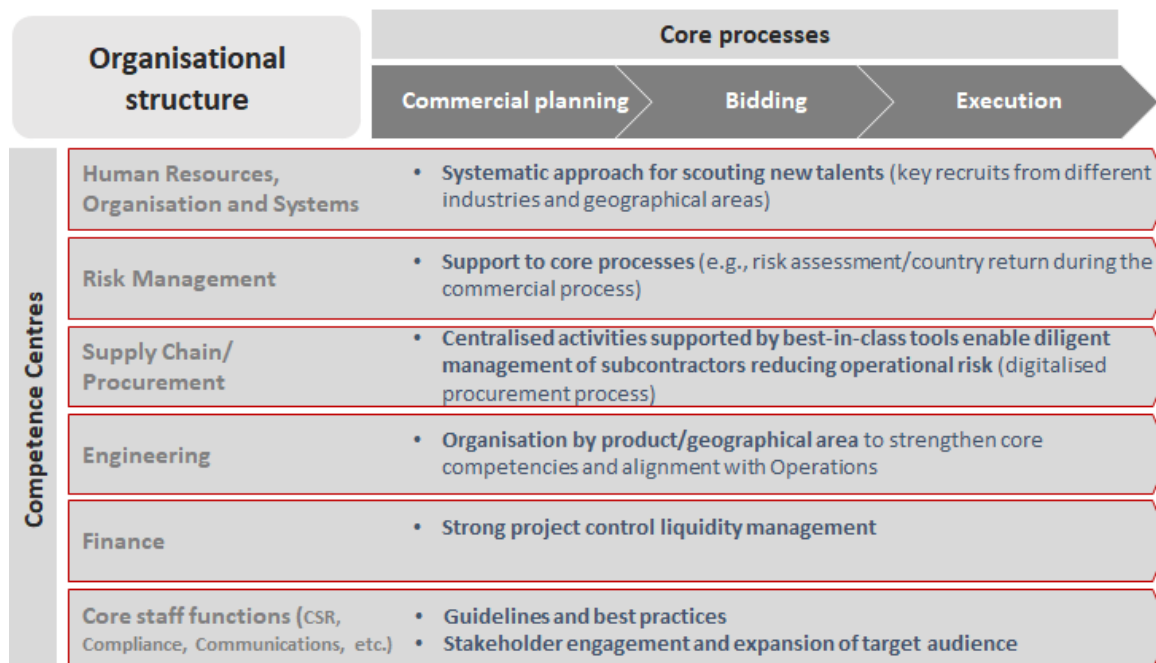 Organisational
structure
Core processes
Commercial planning
Bidding
Execution
Competence Centres
Human Resources,
Organisation and Systems
• Systematic approach for scouting new talents (key recruits from different
industries and geographical areas)
Risk Management
• Support to core processes (e.g., risk assessment/country return during the
commercial process)
Supply Chain/
Procurement
• Centralised activities supported by best-in-class tools enable diligent
management of subcontractors reducing operational risk (digitalised
procurement process)
Engineering
• Organisation by product/geographical area to strengthen core
competencies and alignment with Operations
Finance
• Strong project control liquidity management
Core staff functions (CSR,
Compliance, Communications, etc.)
• Guidelines and best practices
• Stakeholder engagement and expansion of target audience